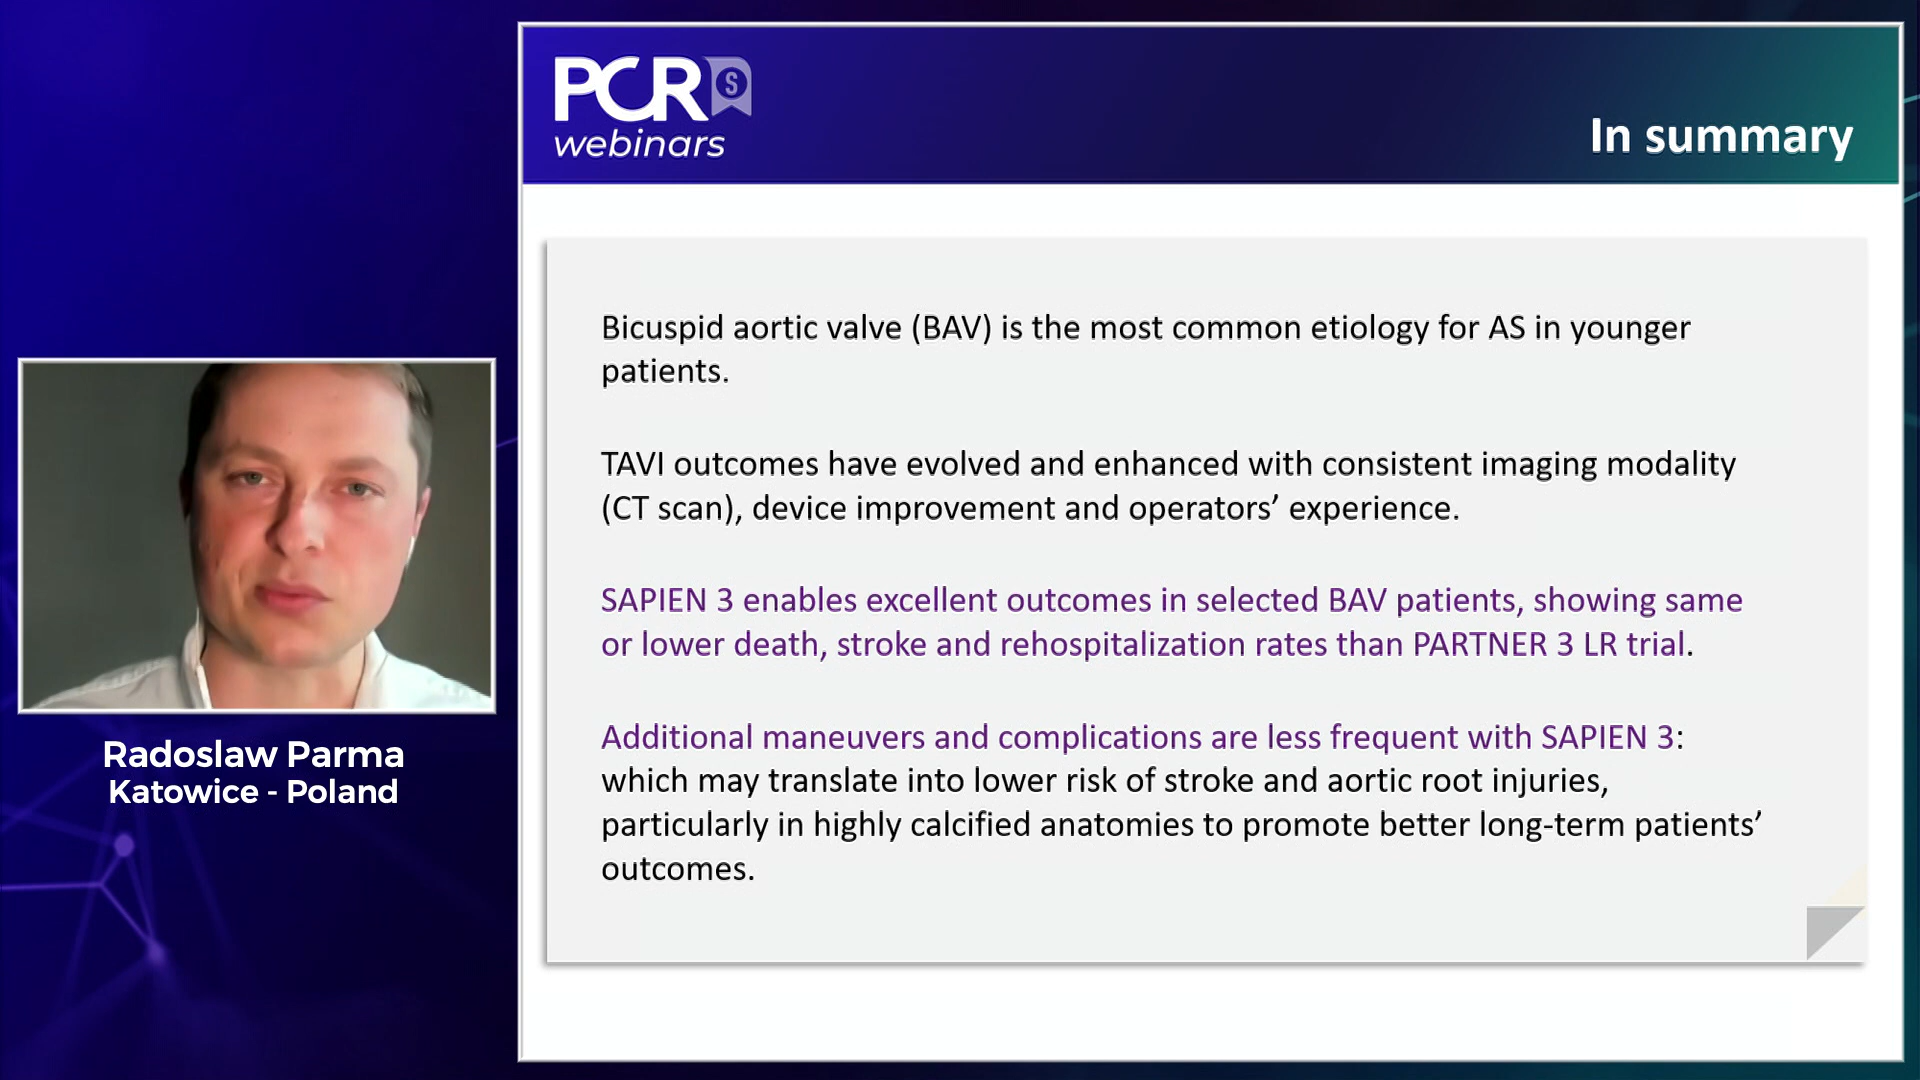 PCR S
webinars
In summary
Bicuspid aortic valve (BAV) is the most common etiology for AS in younger
patients.
TAVI outcomes have evolved and enhanced with consistent imaging modality
(CT scan), device improvement and operators’ experience.
SAPIEN 3 enables excellent outcomes in selected BAV patients, showing same
or lower death, stroke and rehospitalization rates than PARTNER 3 LR trial.
Additional maneuvers and complications are less frequent with SAPIEN 3:
which may translate into lower risk of stroke and aortic root injuries,
particularly in highly calcified anatomies to promote better long-term patients’
outcomes.
Radoslaw Parma
Katowice - Poland